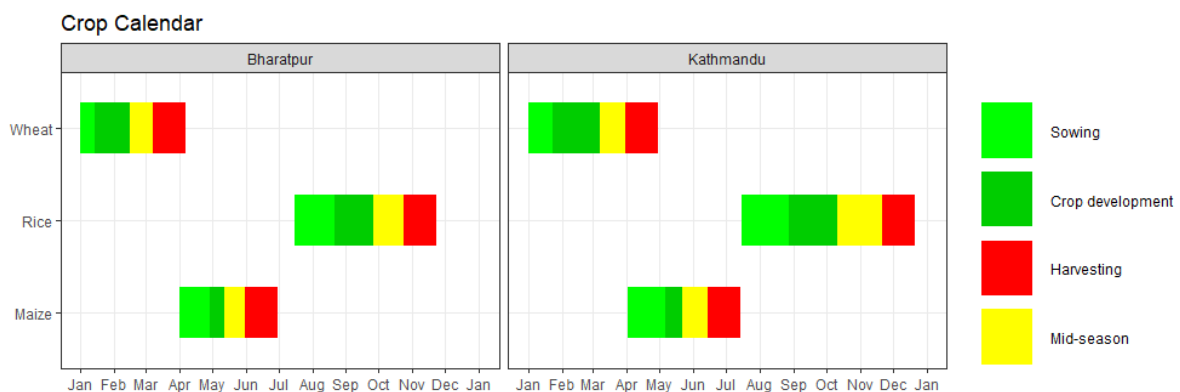 Crop Calendar
Bharatpur Kathmandu
Wheat
Rice
Maize
Jan Feb Mar Apr May Jun Jul Aug Sep Oct Nov Dec Jan Jan Feb Mar Apr May Jun Jul Aug Sep Oct Nov Dec Jan
Sowing
Crop development
Harvesting
Mid-season